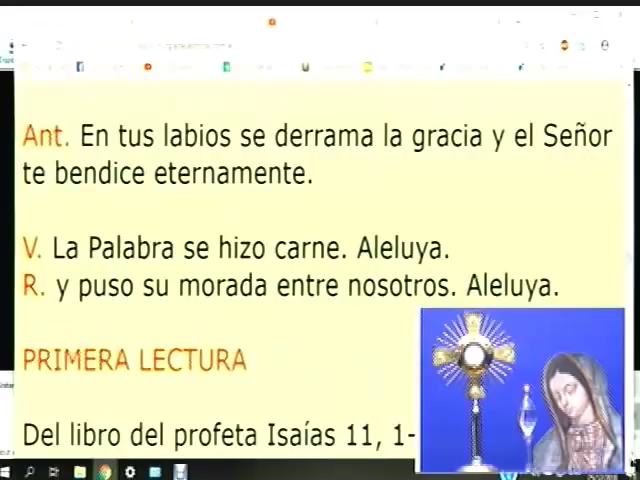 Ant. En tus labios se derrama la gracia y el Señor
te bendice eternamente.
V. La Palabra se hizo carne. Aleluya.
R. y puso su morada entre nosotros. Aleluya.
PRIMERA LECTURA
Del libro del profeta Isaías 11, 1-